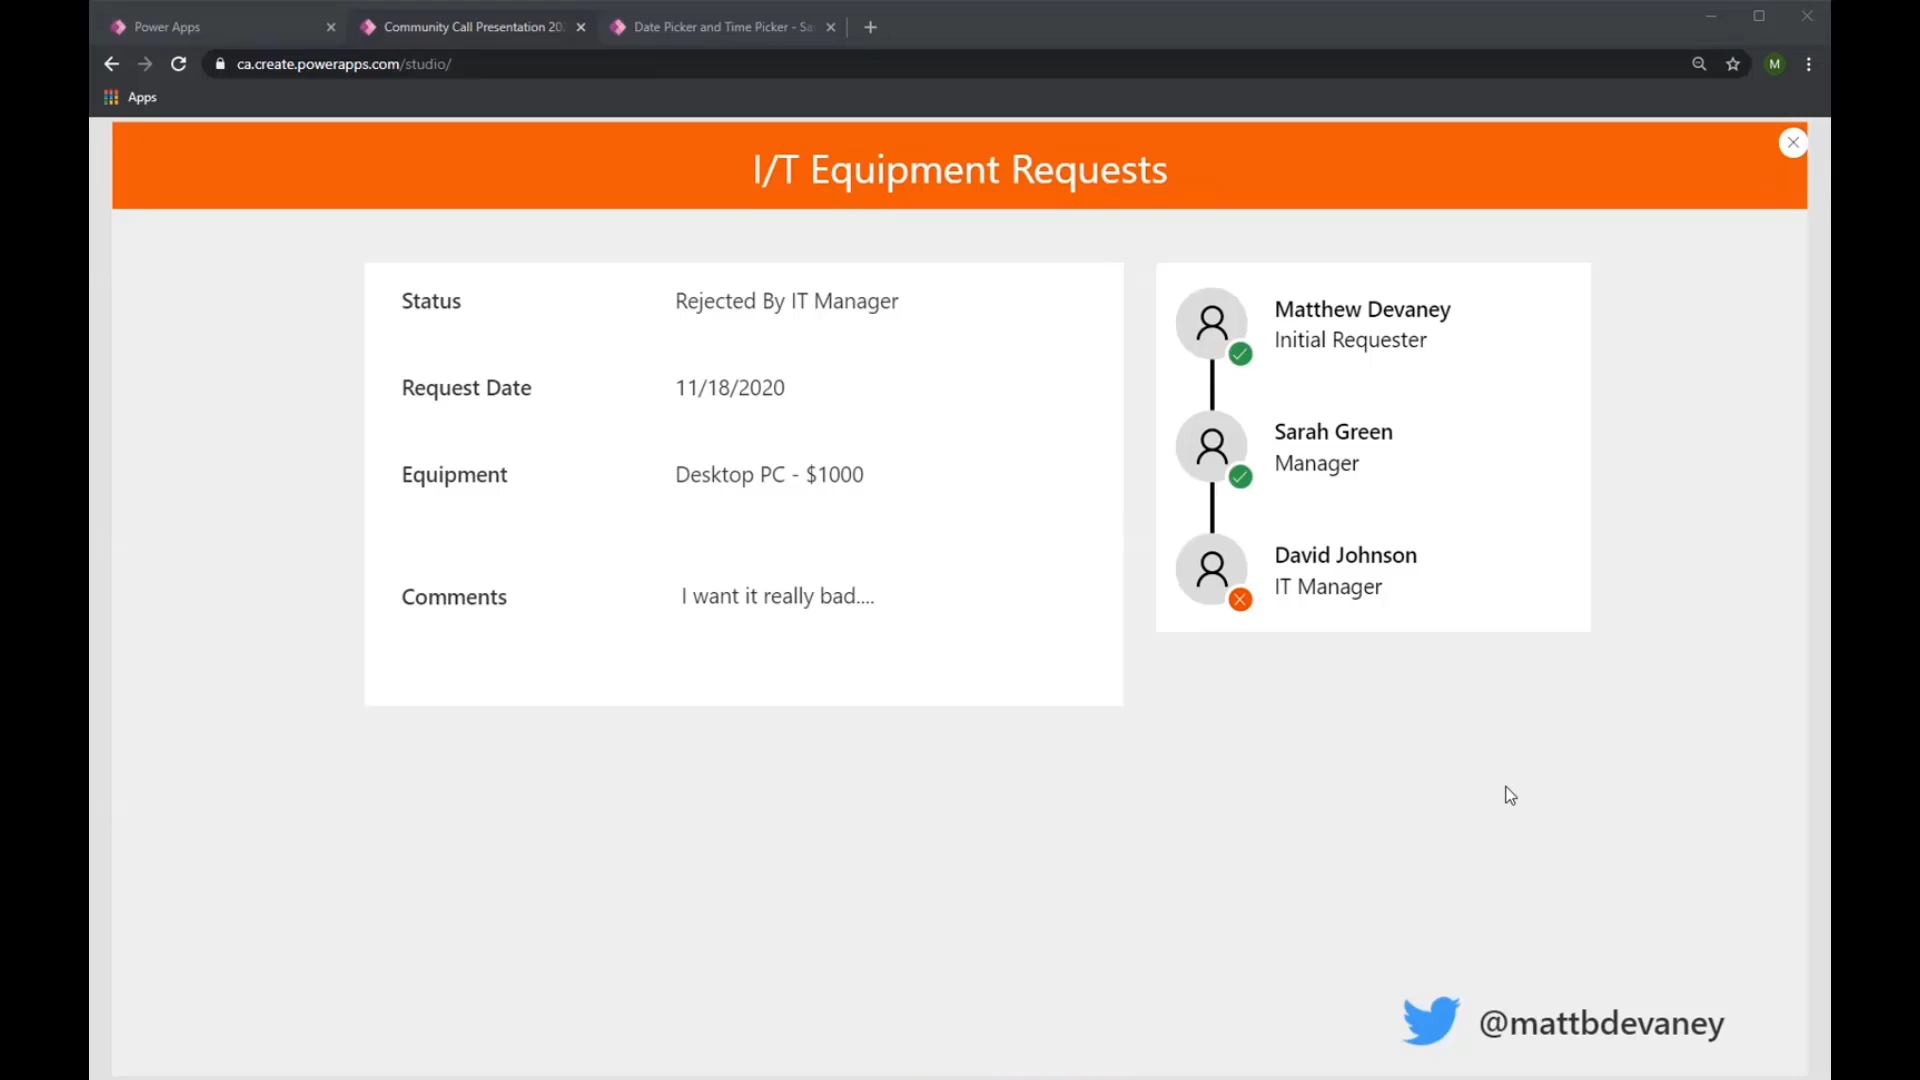 Power Apps
Community Call Presentation 20
Date Picker and Time Picker - Sa
ca.create.powerapps.com/studio/
M
Apps
I/T Equipment Requests
Status
Rejected By IT Manager
Request Date
11/18/2020
Equipment
Desktop PC - $1000
Comments
I want it really bad....
Matthew Devaney
Initial Requester
Sarah Green
Manager
David Johnson
IT Manager
@mattbdevaney